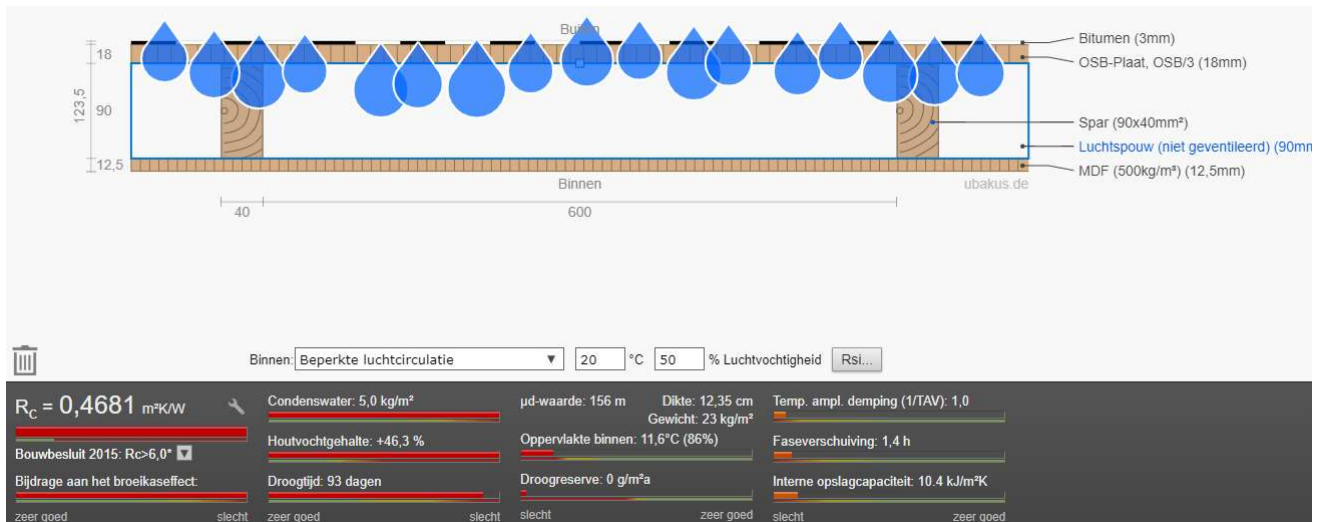 Buiten
Bitumen (3mm)
18
OSB-Plaat, OSB/3 (18mm)
123,5
90
Spar (90x40mm²)
Luchtspouw (niet geventileerd) (90mm
12,5
MDF (500kg/m³) (12,5mm)
Binnen
ubakus.de
40
600
Binnen: Beperkte luchtcirculatie ▼ 20 °C 50 % Luchtvochtigheid Rsi...
Rc = 0,4681 m²K/W
Bouwbesluit 2015: Rc>6,0*
Bijdrage aan het broeikaseffect:
zeer goed slecht
Condenswater: 5,0 kg/m²
Houtvochtgehalte: +46,3 %
Droogtijd: 93 dagen
zeer goed slecht
µd-waarde: 156 m Dikte: 12,35 cm
Gewicht: 23 kg/m²
Oppervlakte binnen: 11,6°C (86%)
Droogreserve: 0 g/m²a
slecht zeer goed
Temp. ampl. demping (1/TAV): 1,0
Faseverschuiving: 1,4 h
Interne opslagcapaciteit: 10.4 kJ/m²K
slecht zeer goed